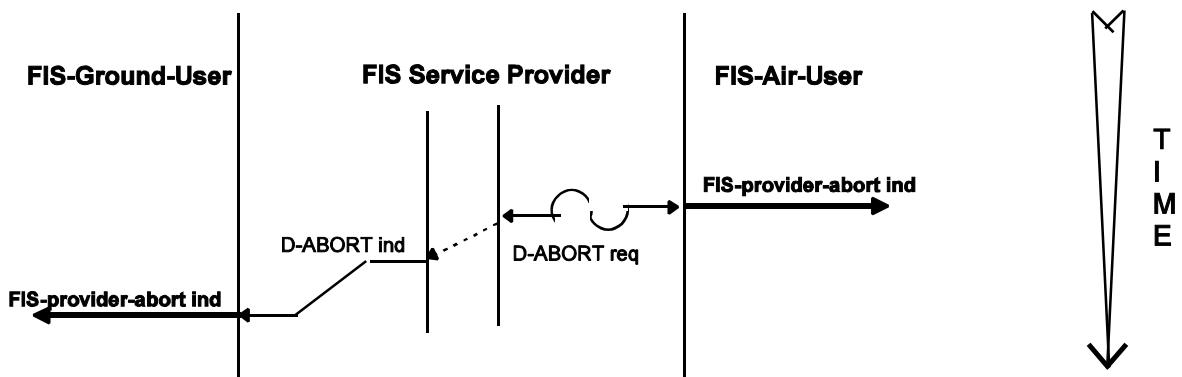 FIS-Ground-User
FIS Service Provider
FIS-Air-User
FIS-provider-abort ind
D-ABORT ind
D-ABORT req
FIS-provider-abort ind
T
I
M
E